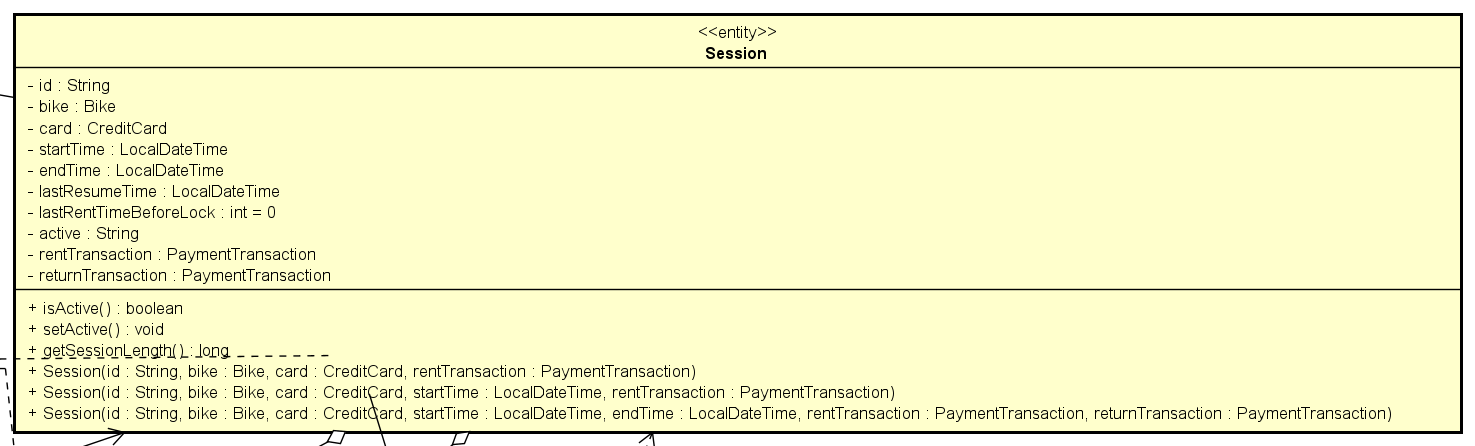 <<entity>>
Session
- id : String
- bike : Bike
- card : CreditCard
- startTime : LocalDateTime
- endTime : LocalDateTime
- lastResumeTime : LocalDateTime
- lastRentTimeBeforeLock : int = 0
- active : String
- rentTransaction : PaymentTransaction
- returnTransaction : PaymentTransaction
+ isActive() : boolean
+ setActive() : void
+ getSessionLength() : long
+ Session(id : String, bike : Bike, card : CreditCard, rentTransaction : PaymentTransaction)
+ Session(id : String, bike : Bike, card : CreditCard, startTime : LocalDateTime, rentTransaction : PaymentTransaction)
+ Session(id : String, bike : Bike, card : CreditCard, startTime : LocalDateTime, endTime : LocalDateTime, rentTransaction : PaymentTransaction, returnTransaction : PaymentTransaction)